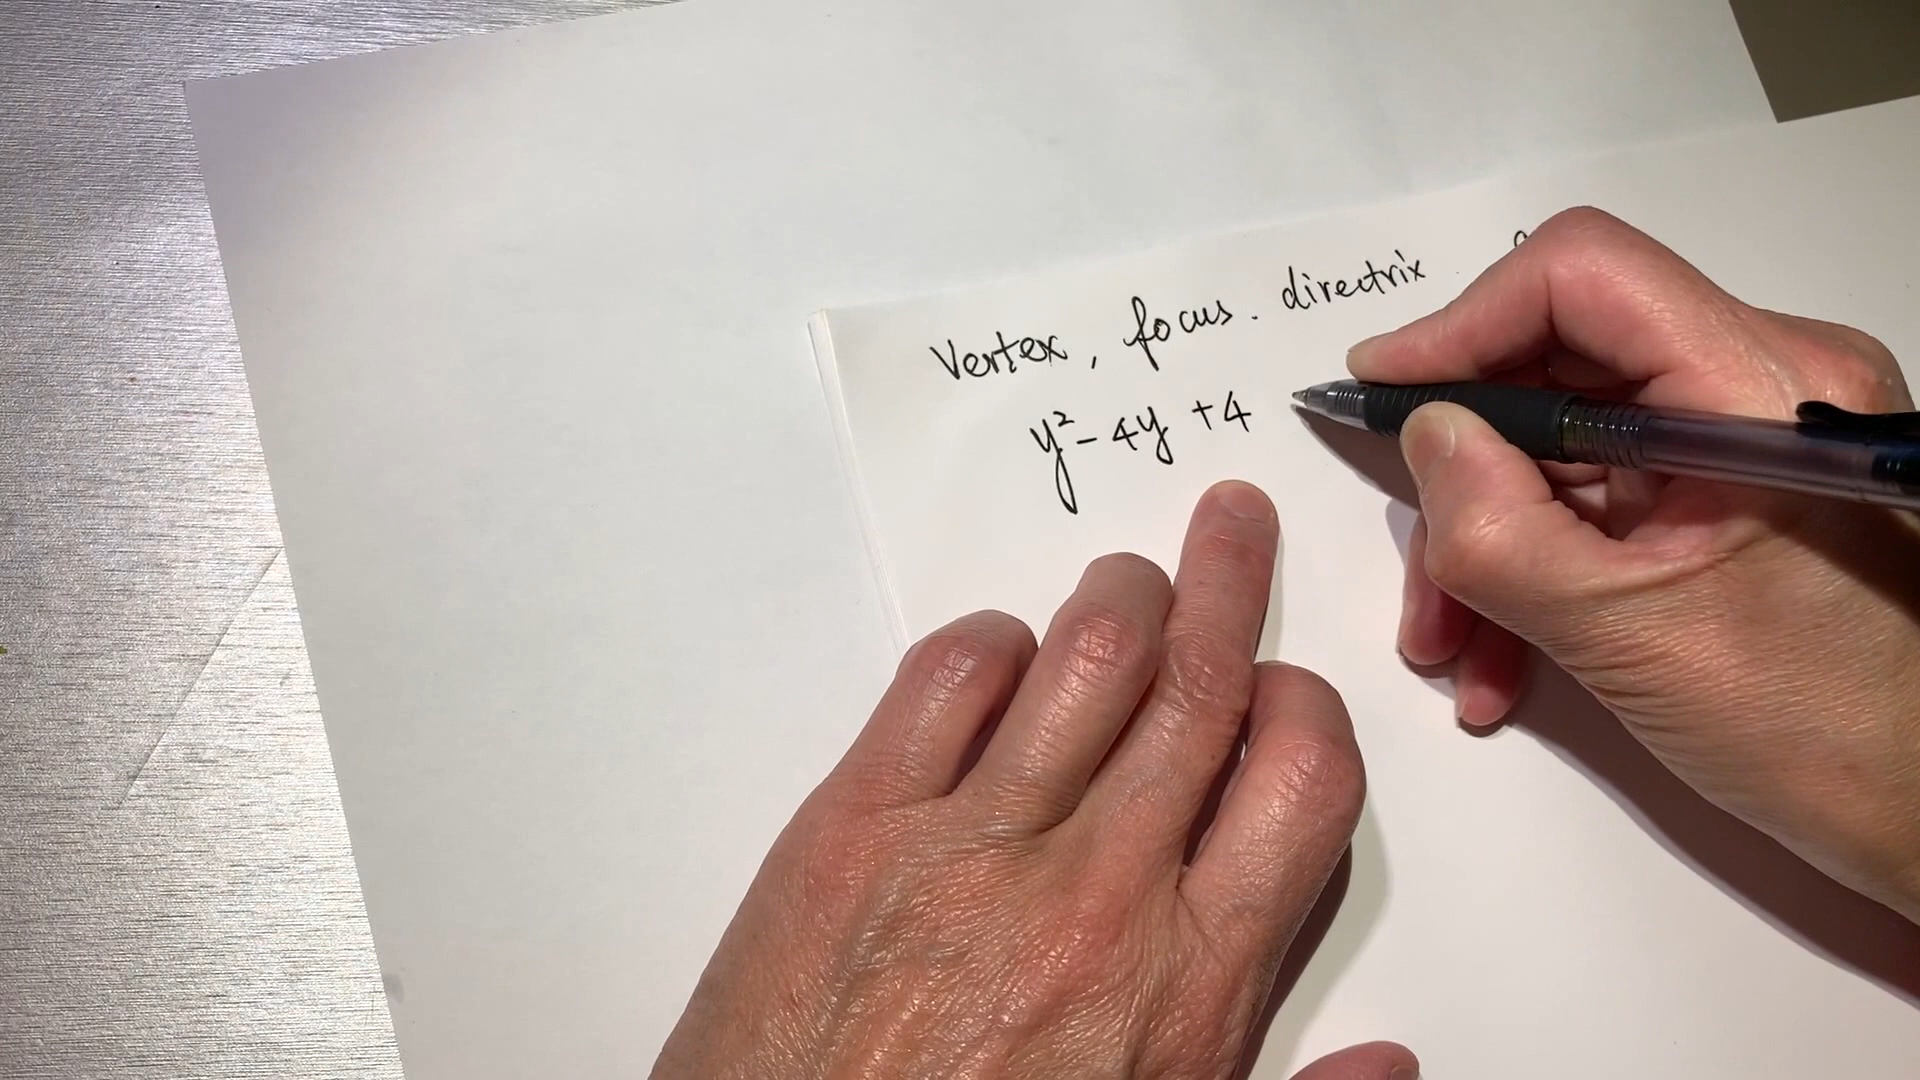 Vertex, focus. directrix
y² - 4y + 4